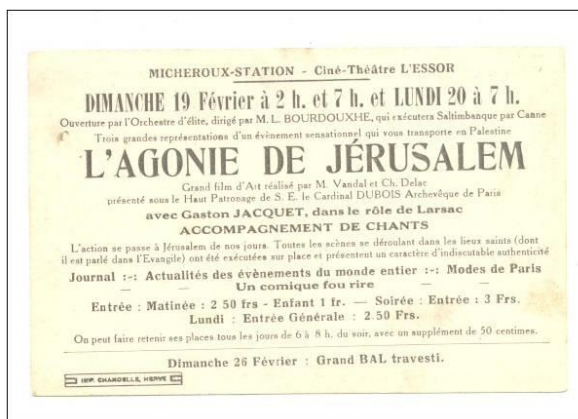 MICHEROUX-STATION - Ciné-Théâtre L'ESSOR
DIMANCHE 19 Février à 2 h. et 7 h. et LUNDI 20 à 7 h.
Ouverture par l'Orchestre d'élite, dirigé par M. L. BOURDOUXHE, qui exécutera Saltimbanque par Canne
Trois grandes représentations d'un évènement sensationnel qui vous transporte en Palestine
L'AGONIE DE JÉRUSALEM
Grand film d'Art réalisé par M. Vandal et Ch. Delac
présenté sous le Haut Patronage de S. E. le Cardinal DUBOIS Archevêque de Paris
avec Gaston JACQUET, dans le rôle de Larsac
ACCOMPAGNEMENT DE CHANTS
L'action se passe à Jérusalem de nos jours. Toutes les scènes se déroulant dans les lieux saints (dont
il est parlé dans l'Evangile) ont été exécutées sur place et présentent un caractère d'indiscutable authenticité
Journal :-: Actualités des évènements du monde entier :-: Modes de Paris
— — Un comique fou rire — —
Entrée : Matinée : 2 50 frs - Enfant 1 fr. — Soirée : Entrée : 3 Frs.
Lundi : Entrée Générale : 2.50 Frs.
On peut faire retenir ses places tous les jours de 6 à 8 h. du soir, avec un supplément de 50 centimes.
Dimanche 26 Février : Grand BAL travesti.
IMP. CHANDELLE, HERVE